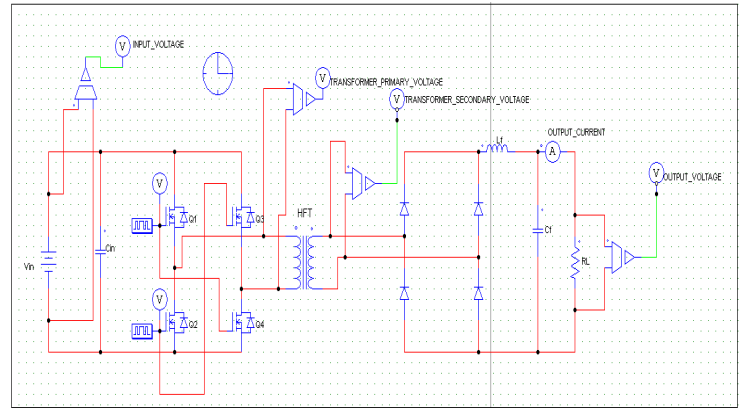 V INPUT_VOLTAGE
V
TRANSFORMER_PRIMARY_VOLTAGE
V TRANSFORMER_SECONDARY_VOLTAGE
OUTPUT_CURRENT
Lf
A
V
OUTPUT_VOLTAGE
V
Q1
Q3
HFT
Cin
Cf
Vin
RL
V
Q2
Q4